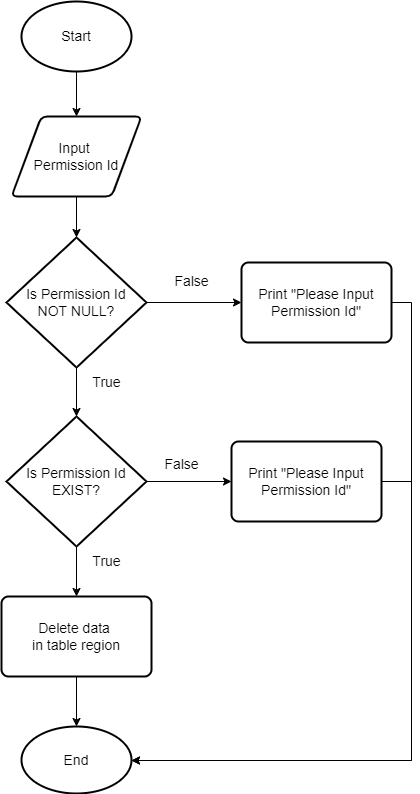 Start
Input
Permission Id
Is Permission Id
NOT NULL?
False
Print "Please Input
Permission Id"
True
Is Permission Id
EXIST?
False
Print "Please Input
Permission Id"
True
Delete data
in table region
End